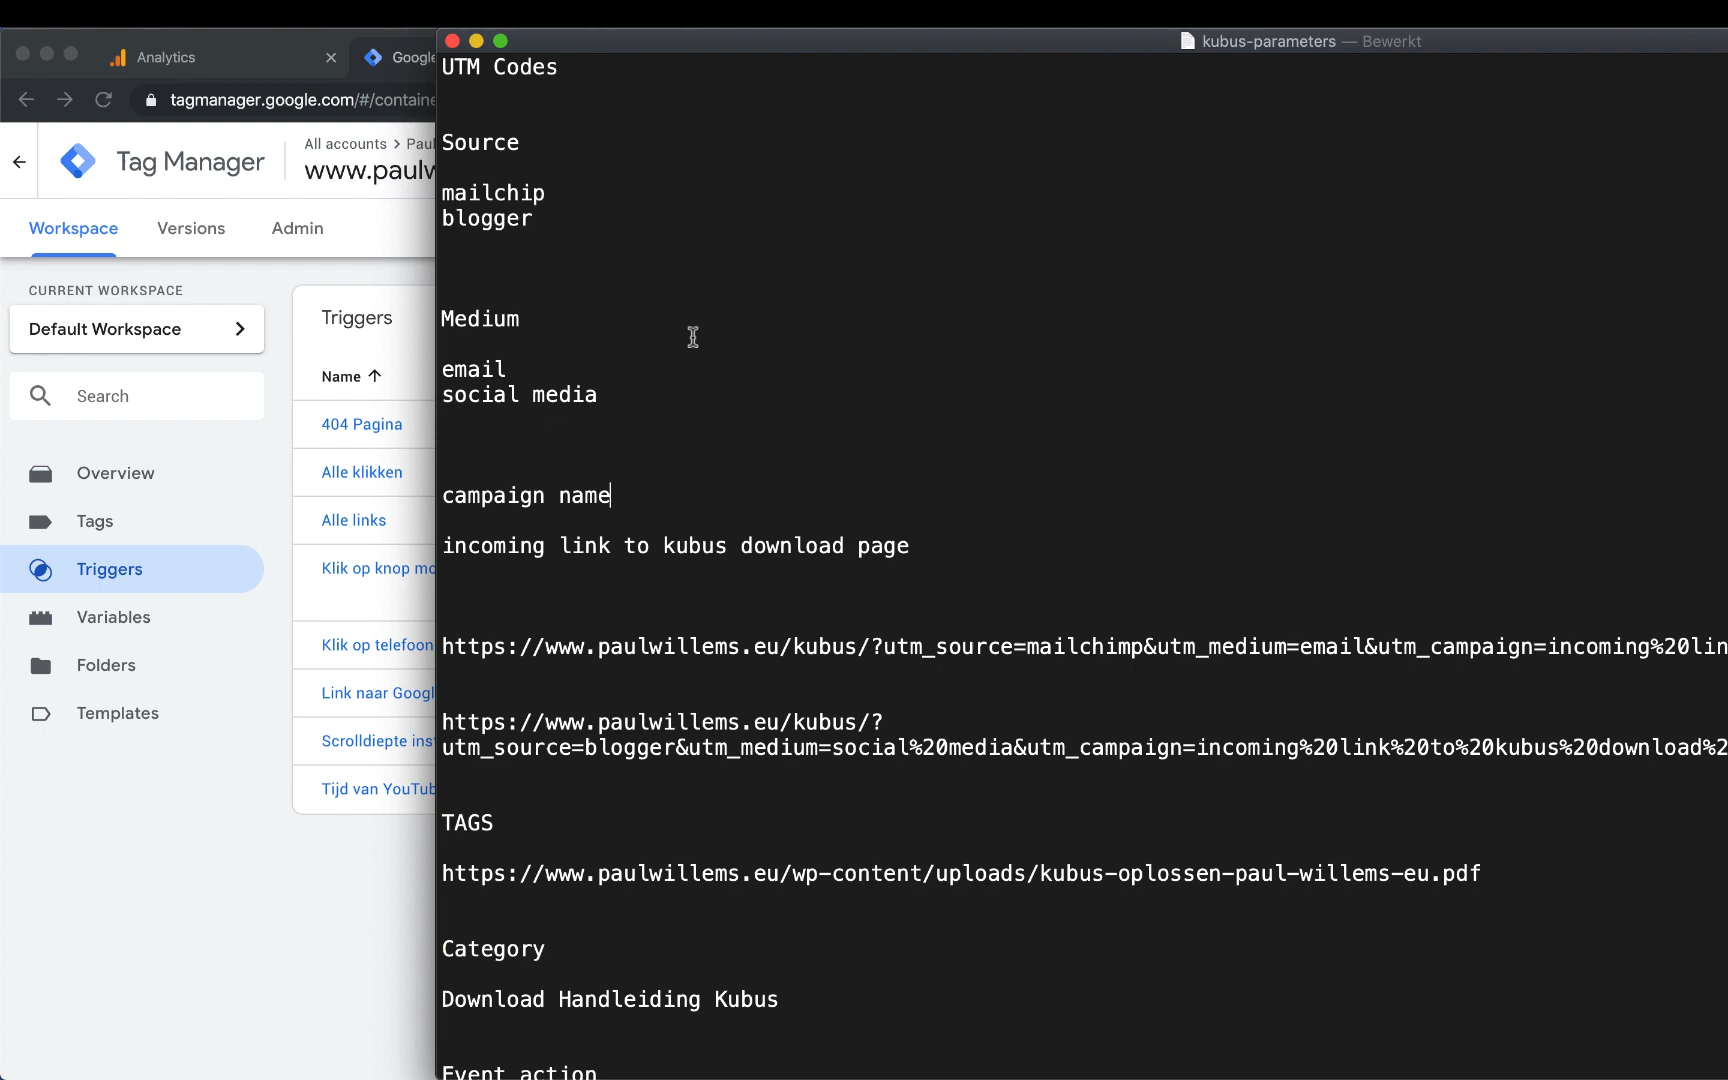 Analytics
Google
tagmanager.google.com/#/containe
Tag Manager
All accounts > Paul
www.paulw
Workspace
Versions
Admin
CURRENT WORKSPACE
Default Workspace
Search
Overview
Tags
Triggers
Variables
Folders
Templates
Triggers
Name
404 Pagina
Alle klikken
Alle links
Klik op knop mo
Klik op telefoon
Link naar Googl
Scrolldiepte inst
Tijd van YouTub
kubus-parameters — Bewerkt
UTM Codes
Source
mailchip
blogger
Medium
email
social media
campaign name
incoming link to kubus download page
https://www.paulwillems.eu/kubus/?utm_source=mailchimp&utm_medium=email&utm_campaign=incoming%20lin
https://www.paulwillems.eu/kubus/?
utm_source=blogger&utm_medium=social%20media&utm_campaign=incoming%20link%20to%20kubus%20download%2
TAGS
https://www.paulwillems.eu/wp-content/uploads/kubus-oplossen-paul-willems-eu.pdf
Category
Download Handleiding Kubus
Event action